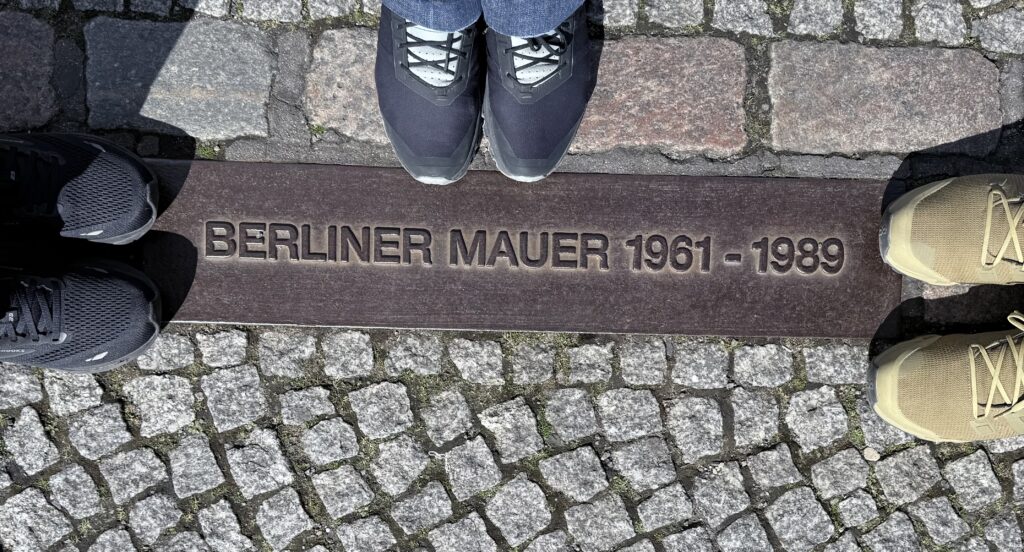 BERLINER MAUER 1961 - 1989